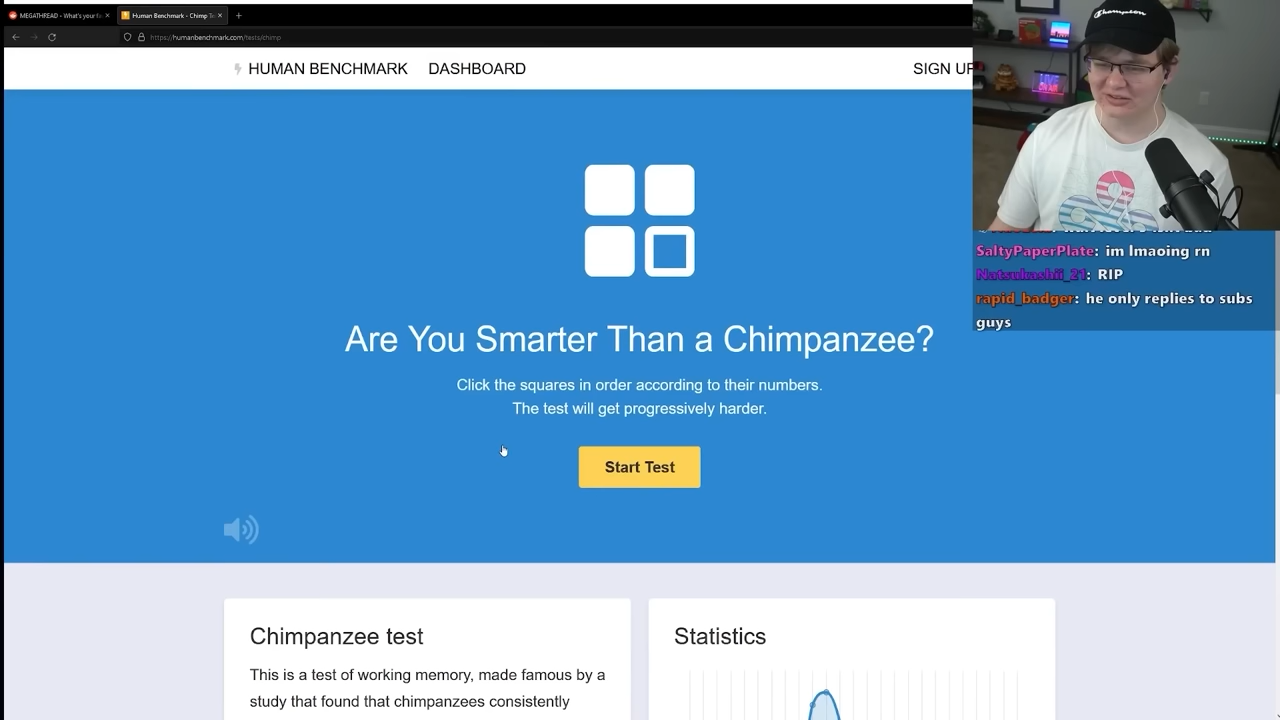 MEGATHREAD - What's your f
Human Benchmark - Chimp T
https://humanbenchmark.com/tests/chimp
HUMAN BENCHMARK DASHBOARD SIGN UP
Champion
SaltyPaperPlate: im lmaoing rn
Natsukashii_21: RIP
rapid_badger: he only replies to subs
guys
Are You Smarter Than a Chimpanzee?
Click the squares in order according to their numbers.
The test will get progressively harder.
Start Test
Chimpanzee test
This is a test of working memory, made famous by a
study that found that chimpanzees consistently
Statistics